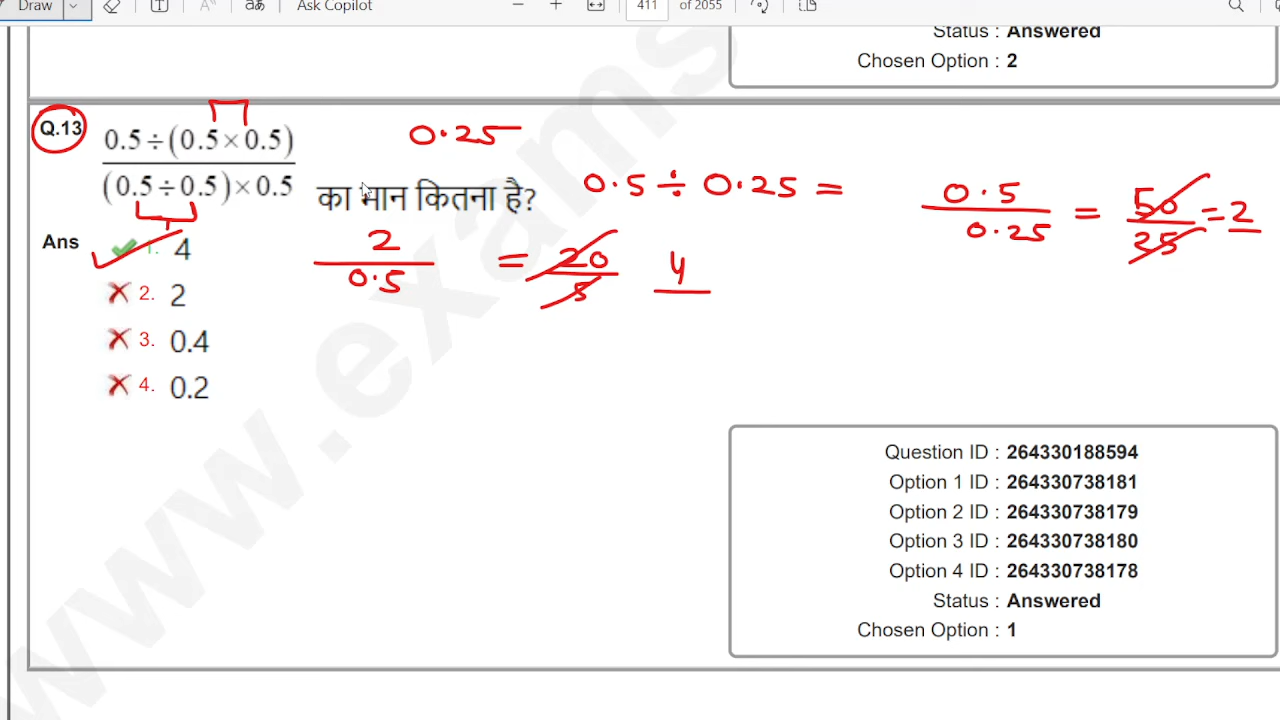 Draw Ask Copilot 411 of 2055
Status : Answered
Chosen Option : 2
Q.13
0.5 ÷ (0.5 × 0.5)
(0.5 ÷ 0.5) × 0.5
का मान कितना है?
0.25
0.5 ÷ 0.25 =
0.5
0.25
= 50
25
= 2
Ans
1. 4
2. 2
3. 0.4
4. 0.2
2
0.5
= 20
5
4
Question ID : 264330188594
Option 1 ID : 264330738181
Option 2 ID : 264330738179
Option 3 ID : 264330738180
Option 4 ID : 264330738178
Status : Answered
Chosen Option : 1
www.exams